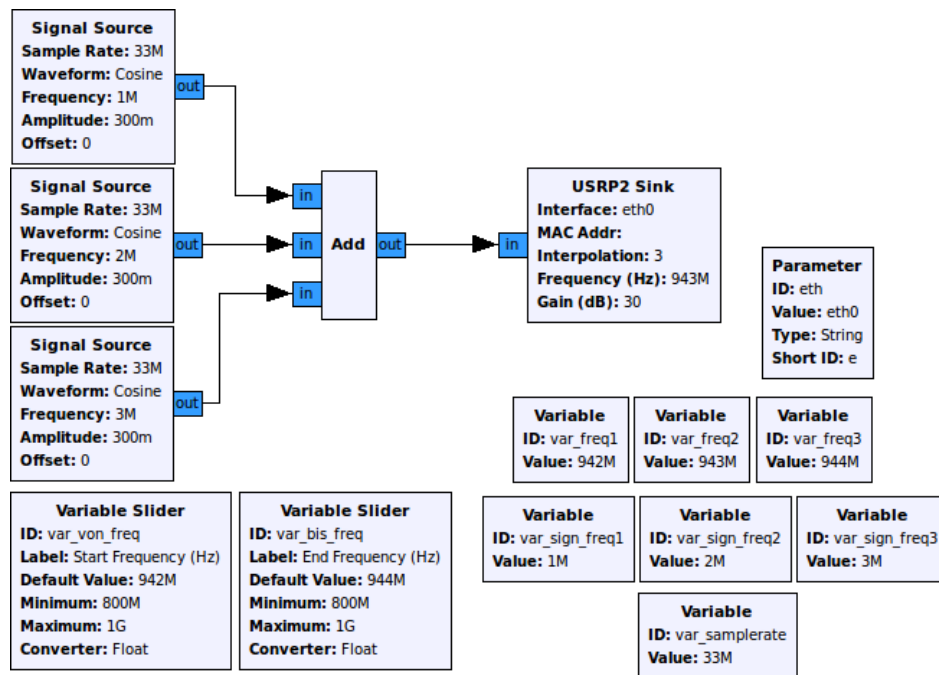 Signal Source
Sample Rate: 33M
Waveform: Cosine
Frequency: 1M
Amplitude: 300m
Offset: 0
out
Signal Source
Sample Rate: 33M
Waveform: Cosine
Frequency: 2M
Amplitude: 300m
Offset: 0
out
Signal Source
Sample Rate: 33M
Waveform: Cosine
Frequency: 3M
Amplitude: 300m
Offset: 0
out
in
in
in
Add
out
in
USRP2 Sink
Interface: eth0
MAC Addr:
Interpolation: 3
Frequency (Hz): 943M
Gain (dB): 30
Parameter
ID: eth
Value: eth0
Type: String
Short ID: e
Variable
ID: var_freq1
Value: 942M
Variable
ID: var_freq2
Value: 943M
Variable
ID: var_freq3
Value: 944M
Variable Slider
ID: var_von_freq
Label: Start Frequency (Hz)
Default Value: 942M
Minimum: 800M
Maximum: 1G
Converter: Float
Variable Slider
ID: var_bis_freq
Label: End Frequency (Hz)
Default Value: 944M
Minimum: 800M
Maximum: 1G
Converter: Float
Variable
ID: var_sign_freq1
Value: 1M
Variable
ID: var_sign_freq2
Value: 2M
Variable
ID: var_sign_freq3
Value: 3M
Variable
ID: var_samplerate
Value: 33M